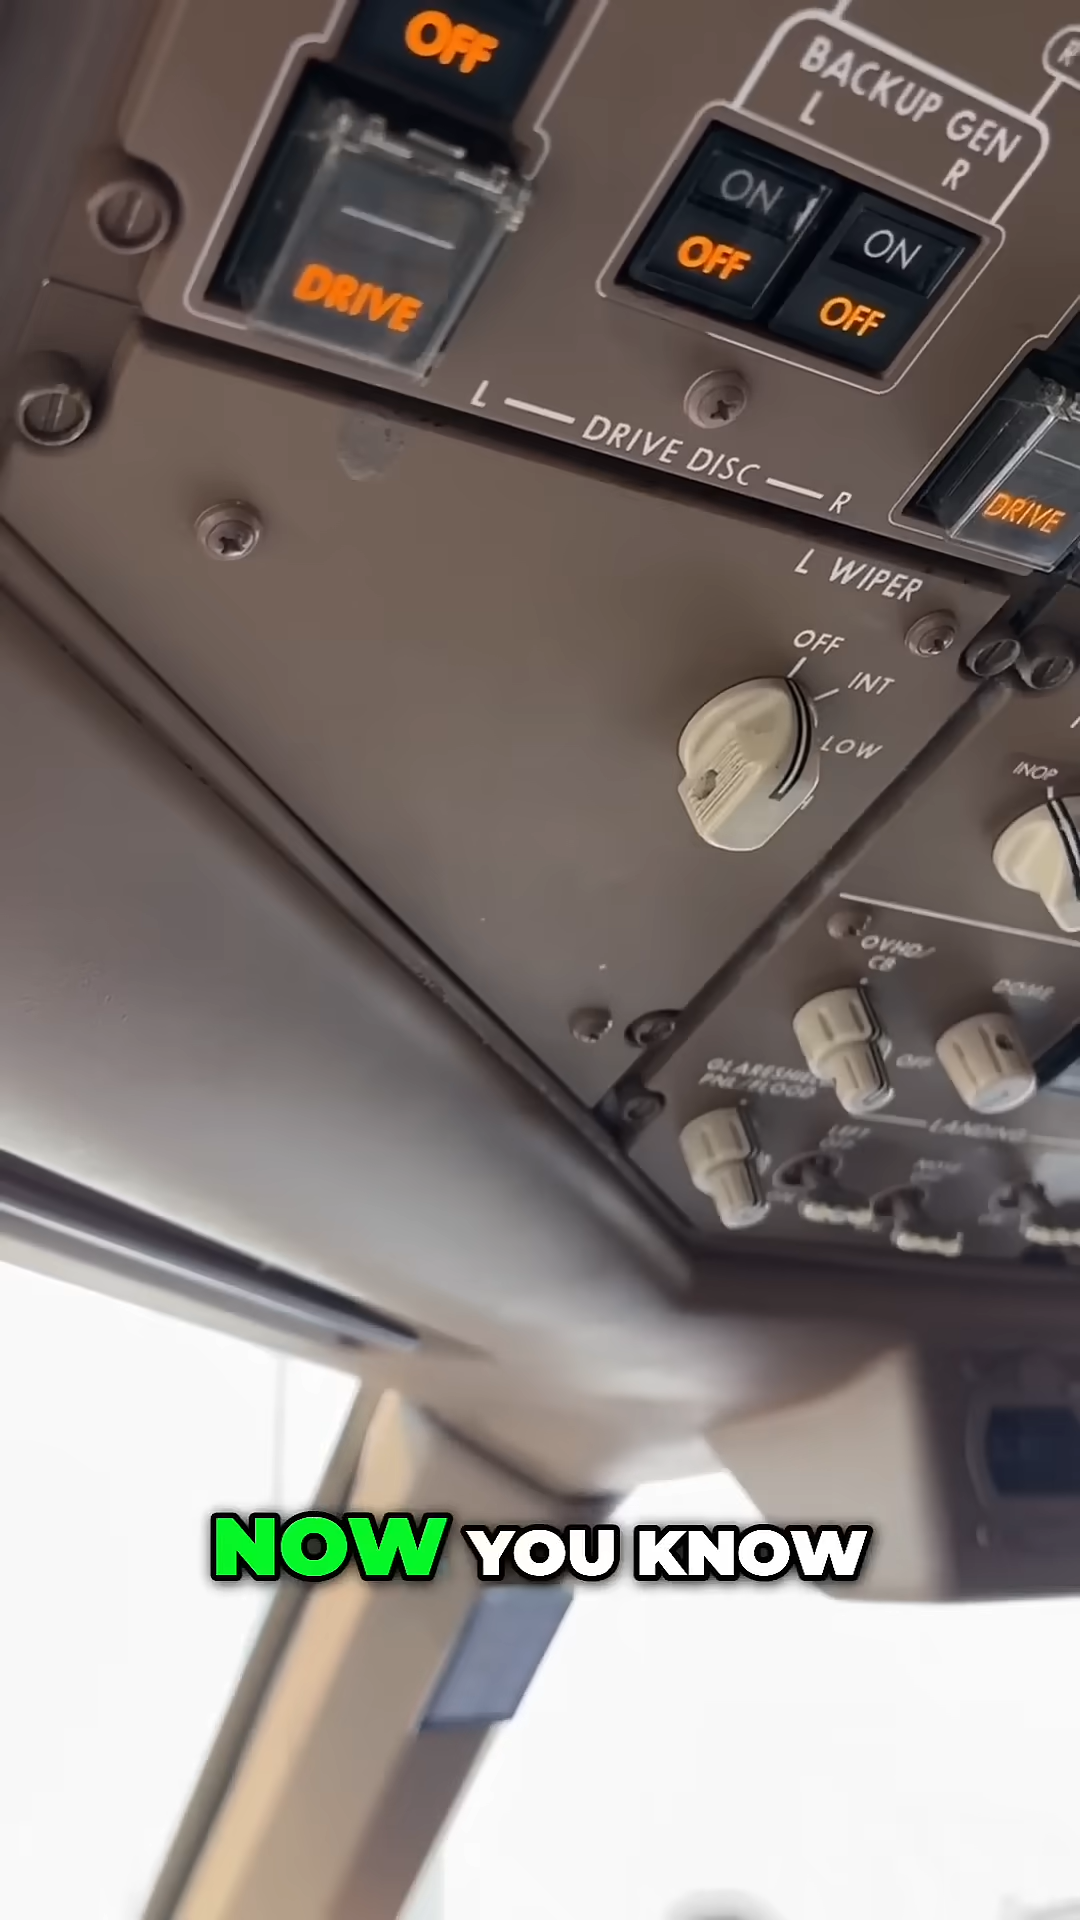 OFF
BACKUP GEN
R
L
R
ON
ON
OFF
OFF
DRIVE
L — DRIVE DISC — R
DRIVE
L WIPER
OFF
INT
LOW
INOP
OVHD/
CB
DOME
OFF
GLARESHIELD
PNL/FLOOD
LANDING
LEFT
OFF
NOSE
NOW YOU KNOW